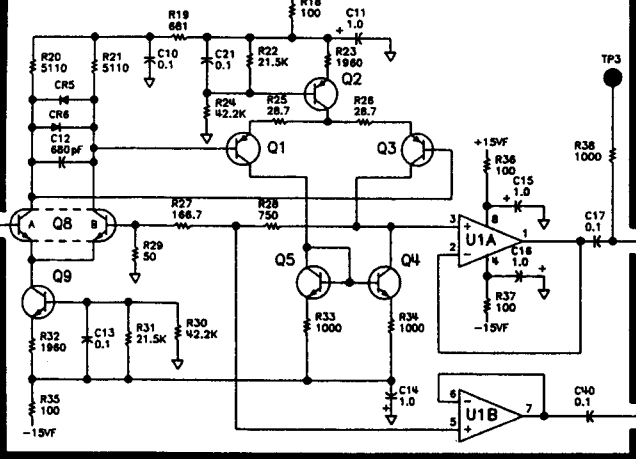 R18
100
C11
1.0
+
R19
681
R20
5110
R21
5110
C10
0.1
C21
0.1
R22
21.5K
R23
1960
Q2
TP3
CR5
CR6
C12
680pF
R24
42.2K
R25
28.7
R26
28.7
Q1
Q3
+15VF
R36
100
R38
1000
C15
1.0
+
A
Q8
B
R27
166.7
R28
750
3
+
8
U1A
1
2
-
4
C17
0.1
R29
50
Q9
Q5
Q4
C16
1.0
+
R37
100
-15VF
R32
1960
C13
0.1
R31
21.5K
R30
42.2K
R33
1000
R34
1000
R35
100
-15VF
C14
1.0
+
6
-
U1B
7
5
+
C40
0.1